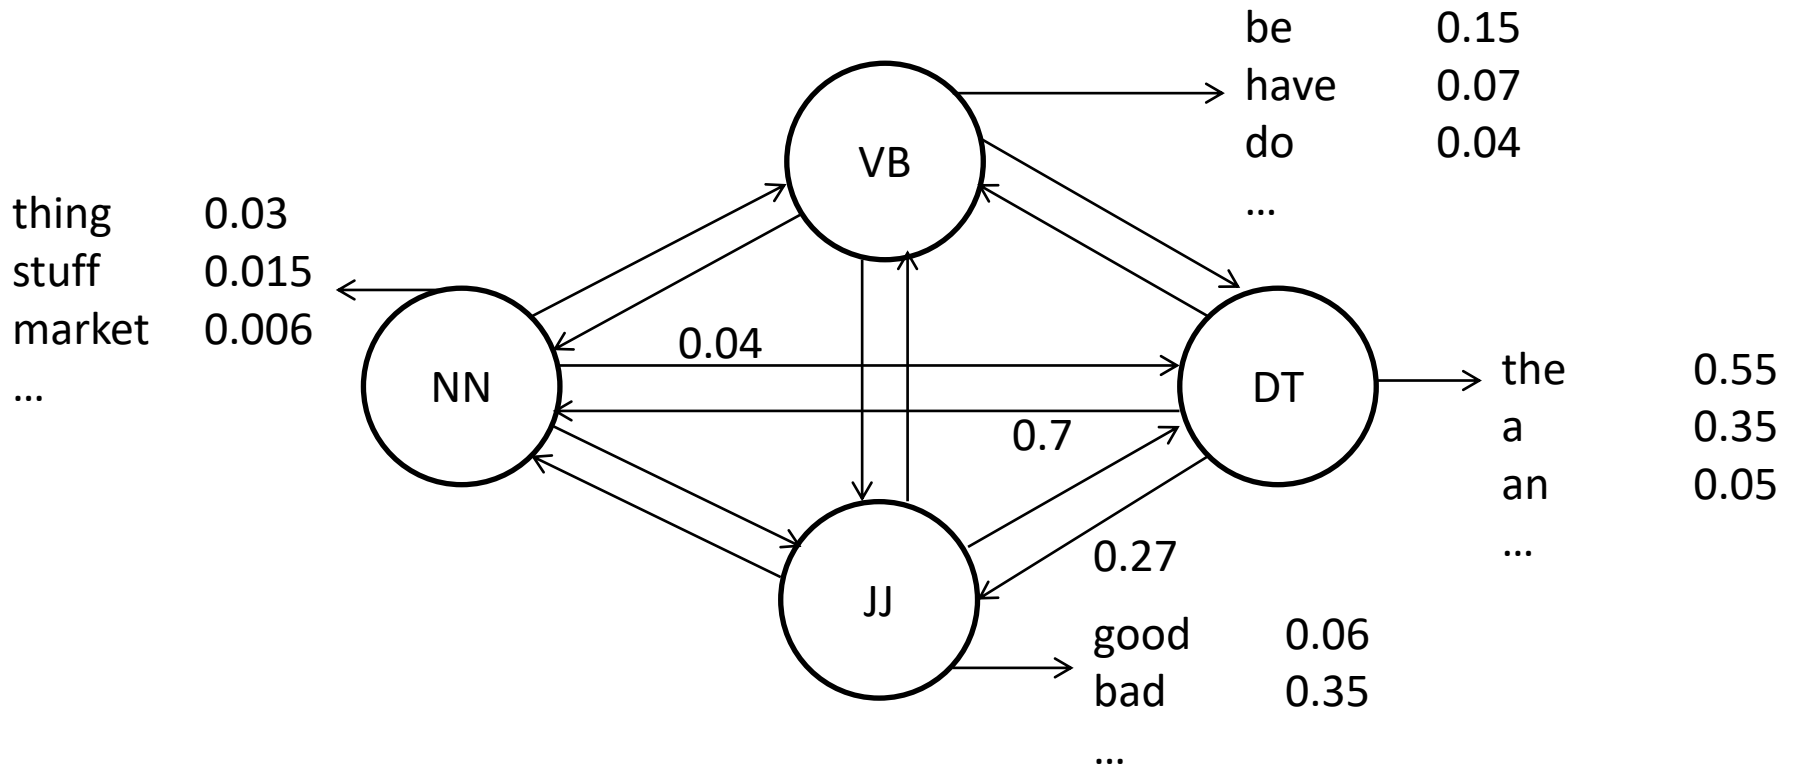 be 0.15
have 0.07
do 0.04
...
VB
thing 0.03
stuff 0.015
market 0.006
...
NN
0.04
0.7
DT
the 0.55
a 0.35
an 0.05
...
JJ
0.27
good 0.06
bad 0.35
...